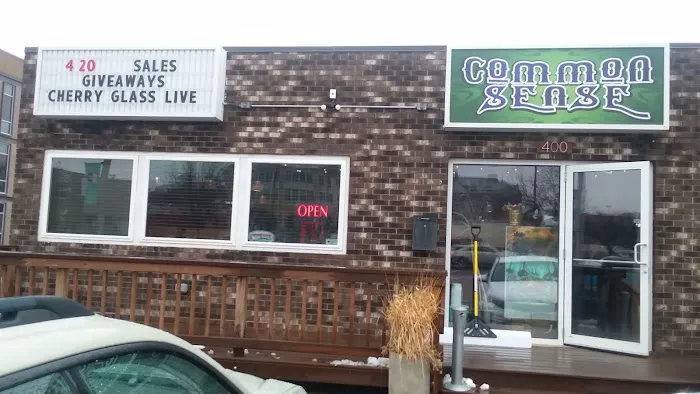 4 20 SALES
GIVEAWAYS
CHERRY GLASS LIVE
COMMON
SENSE
400
OPEN